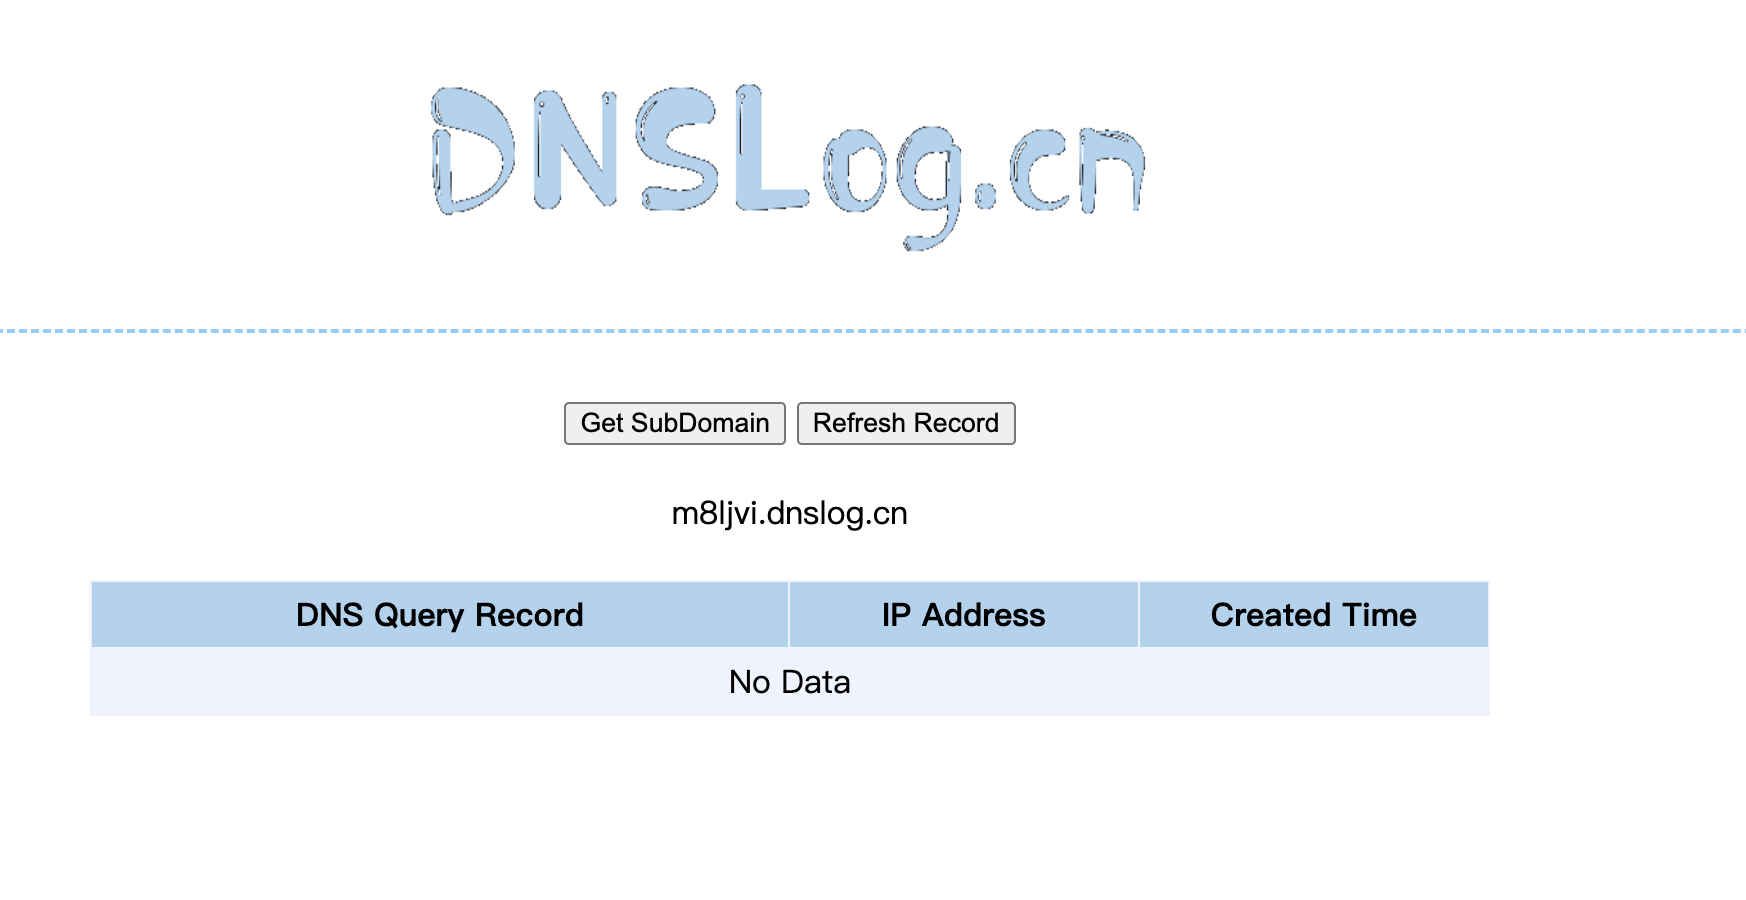 DNSLog.cn
Get SubDomain Refresh Record
m8ljvi.dnslog.cn
DNS Query Record IP Address Created Time
No Data